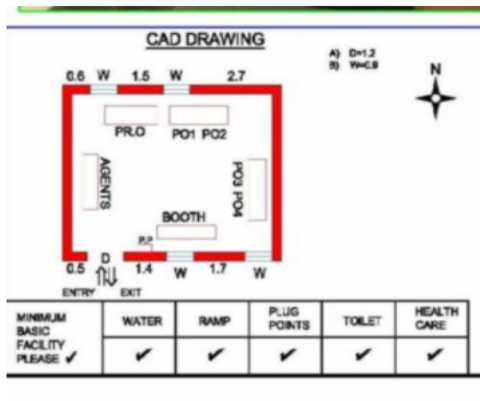 CAD DRAWING
A) D=1.2
B) W=0.9
N
0.6 W 1.5 W 2.7
PR.O PO1 PO2
AGENTS
PO3 PO4
BOOTH
P.P
0.5 D 1.4 W 1.7 W
ENTRY EXIT
MINIMUM BASIC FACILITY PLEASE ✓ WATER RAMP PLUG POINTS TOILET HEALTH CARE
✓ ✓ ✓ ✓ ✓